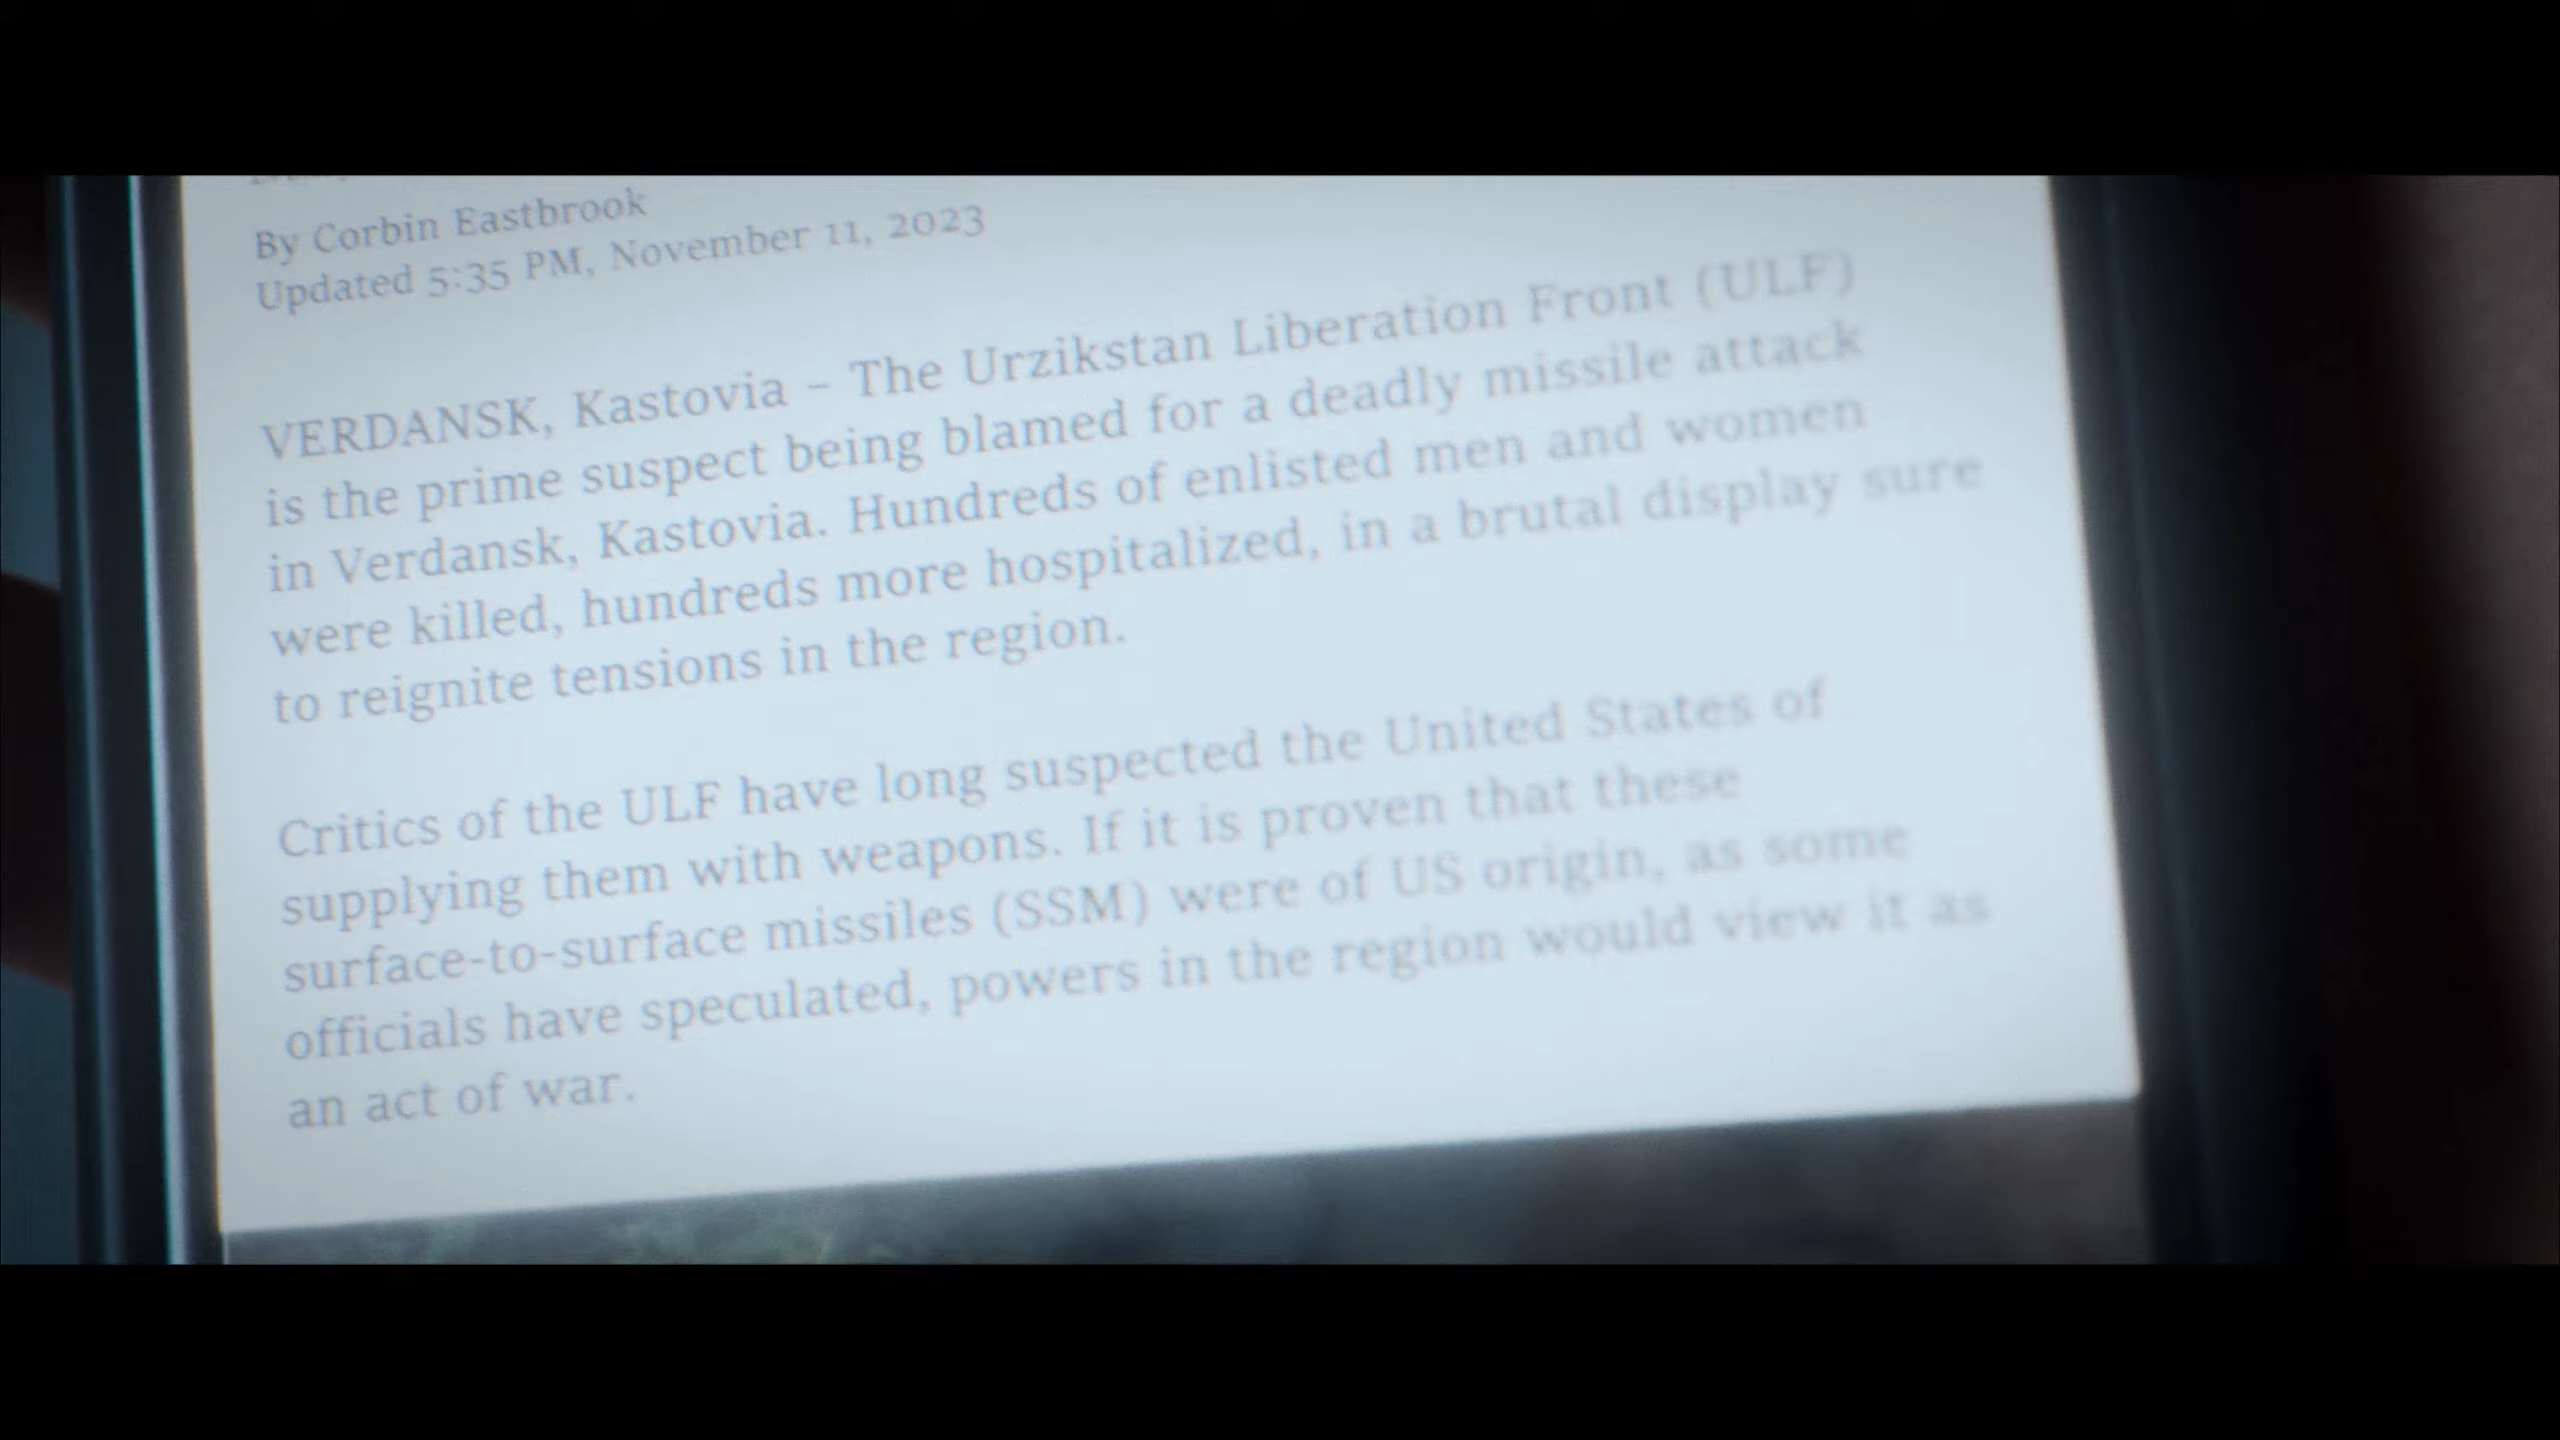 By Corbin Eastbrook
Updated 5:35 PM, November 11, 2023
VERDANSK, Kastovia – The Urzikstan Liberation Front (ULF)
is the prime suspect being blamed for a deadly missile attack
in Verdansk, Kastovia. Hundreds of enlisted men and women
were killed, hundreds more hospitalized, in a brutal display sure
to reignite tensions in the region.
Critics of the ULF have long suspected the United States of
supplying them with weapons. If it is proven that these
surface-to-surface missiles (SSM) were of US origin, as some
officials have speculated, powers in the region would view it as
an act of war.